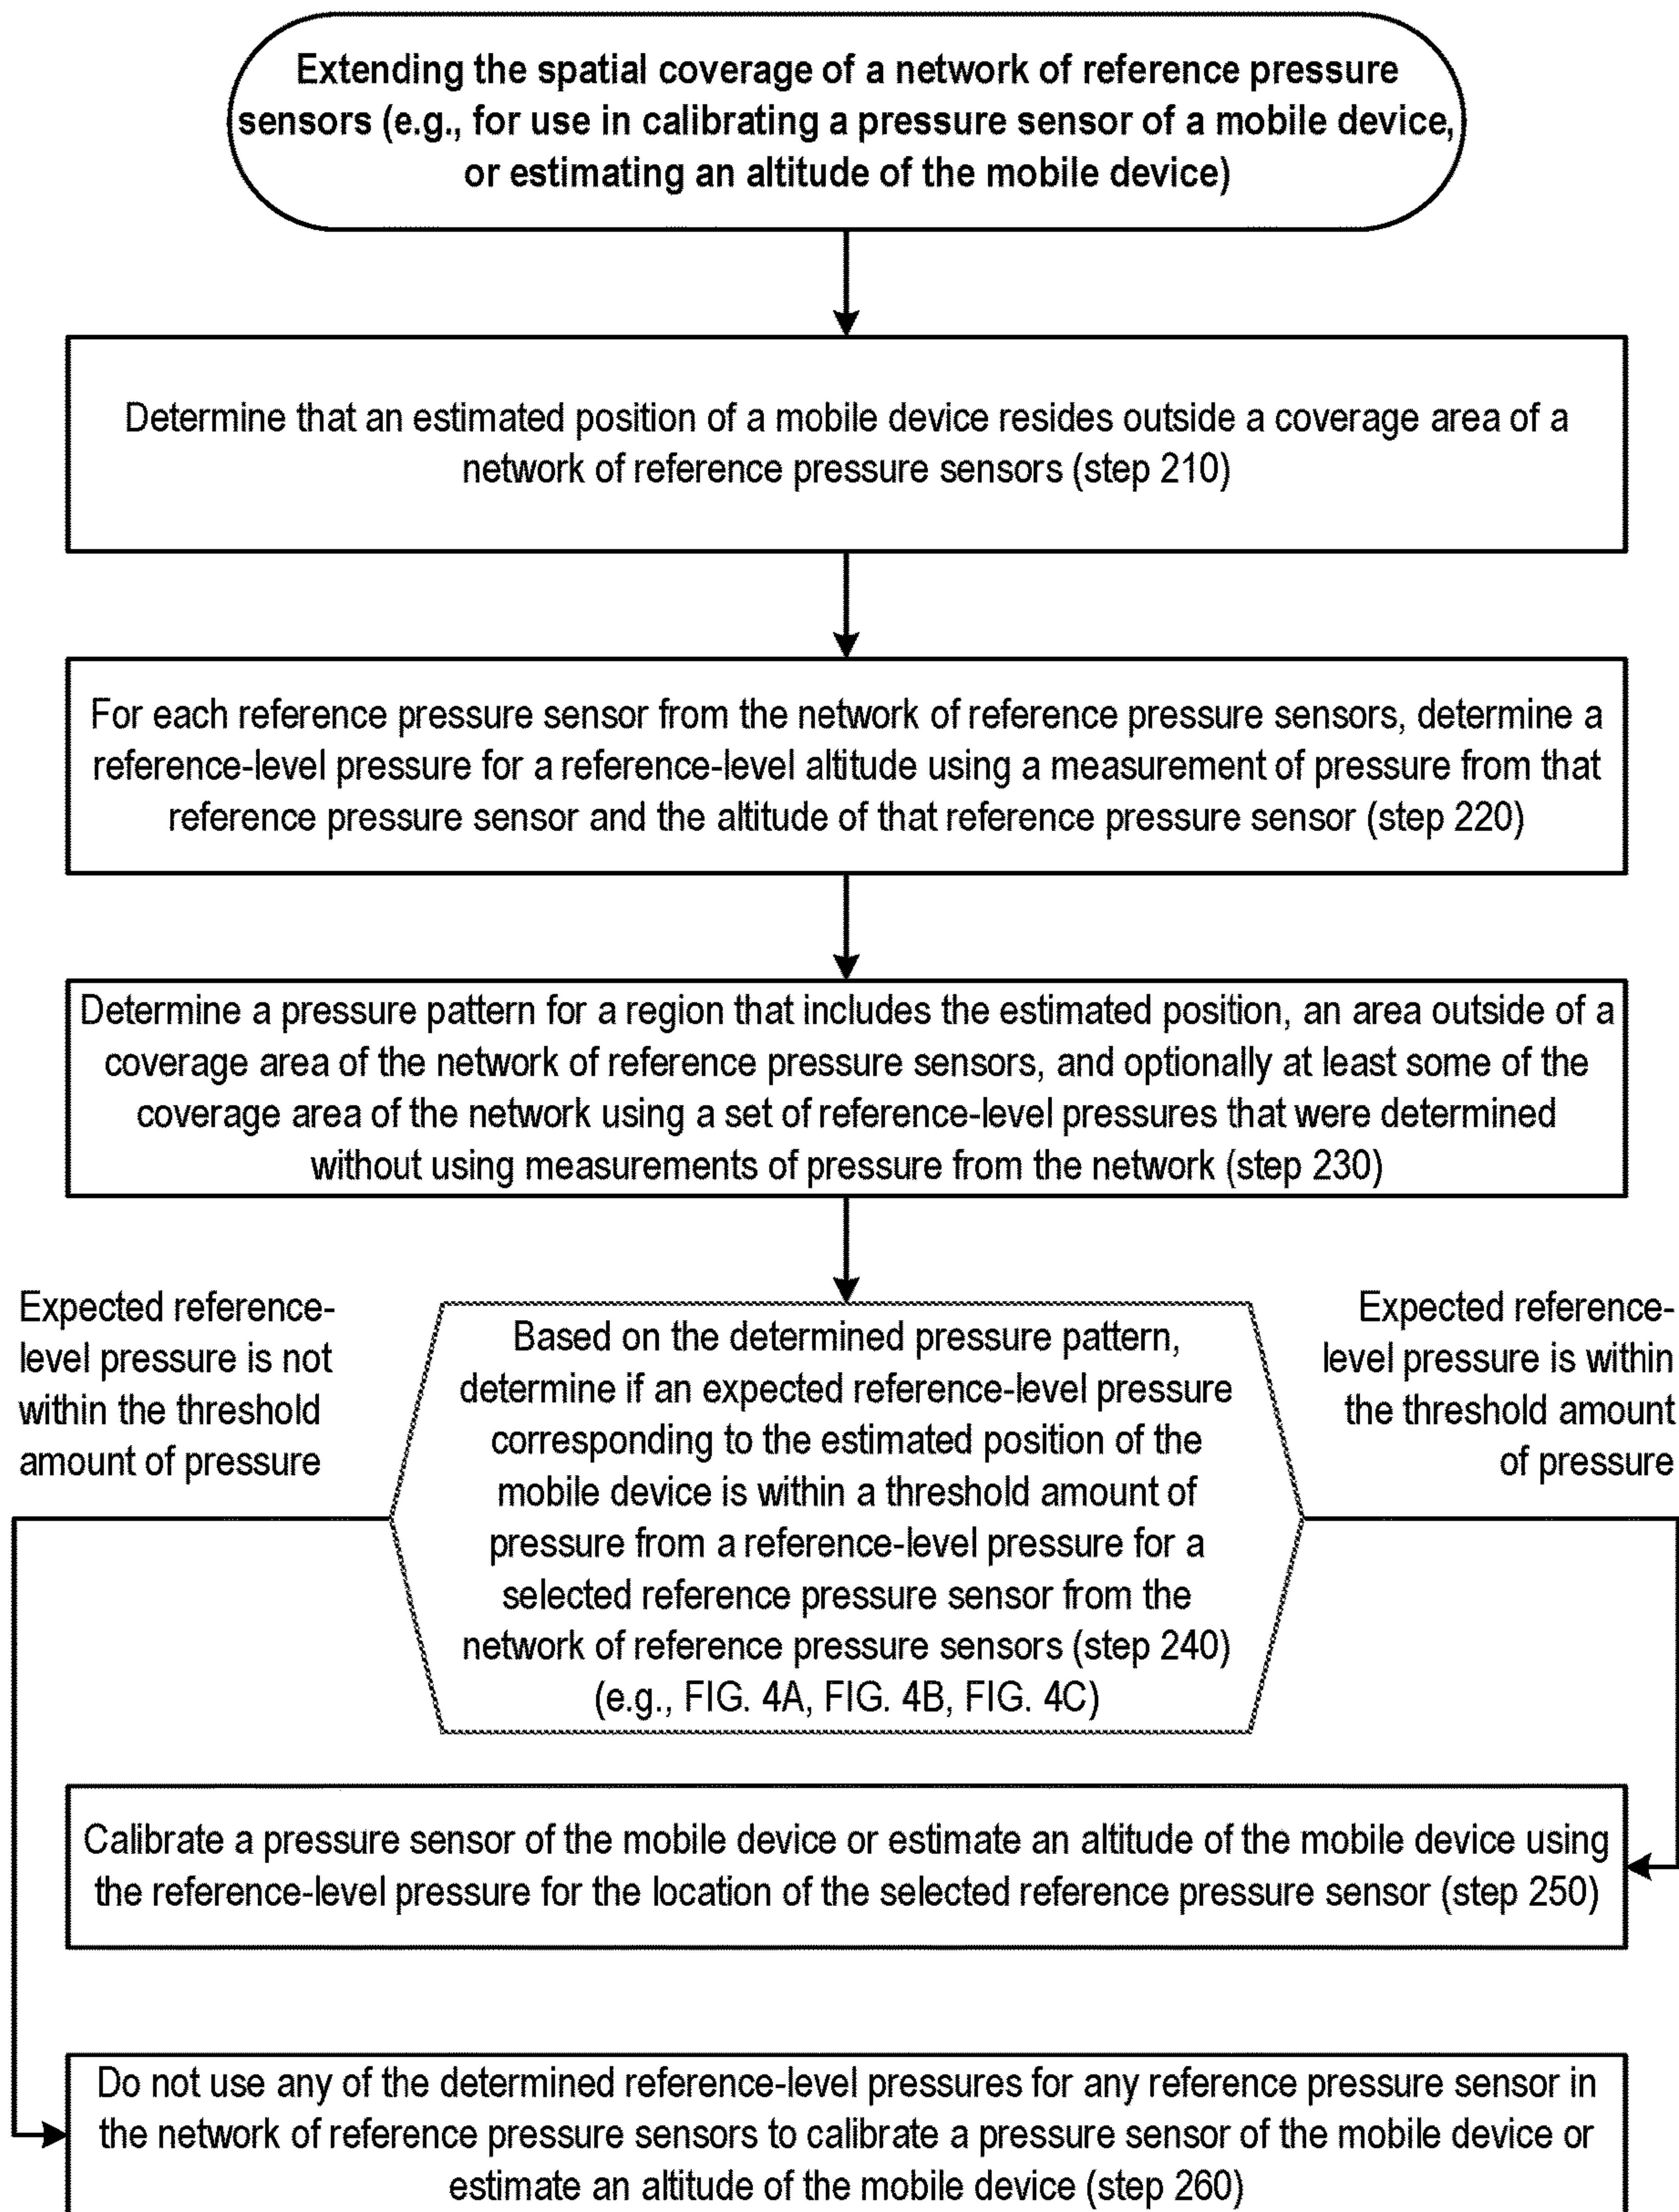 Extending the spatial coverage of a network of reference pressure
sensors (e.g., for use in calibrating a pressure sensor of a mobile device,
or estimating an altitude of the mobile device)
Determine that an estimated position of a mobile device resides outside a coverage area of a
network of reference pressure sensors (step 210)
For each reference pressure sensor from the network of reference pressure sensors, determine a
reference-level pressure for a reference-level altitude using a measurement of pressure from that
reference pressure sensor and the altitude of that reference pressure sensor (step 220)
Determine a pressure pattern for a region that includes the estimated position, an area outside of a
coverage area of the network of reference pressure sensors, and optionally at least some of the
coverage area of the network using a set of reference-level pressures that were determined
without using measurements of pressure from the network (step 230)
Expected reference-
level pressure is not
within the threshold
amount of pressure
Based on the determined pressure pattern,
determine if an expected reference-level pressure
corresponding to the estimated position of the
mobile device is within a threshold amount of
pressure from a reference-level pressure for a
selected reference pressure sensor from the
network of reference pressure sensors (step 240)
(e.g., FIG. 4A, FIG. 4B, FIG. 4C)
Expected reference-
level pressure is within
the threshold amount
of pressure
Calibrate a pressure sensor of the mobile device or estimate an altitude of the mobile device using
the reference-level pressure for the location of the selected reference pressure sensor (step 250)
Do not use any of the determined reference-level pressures for any reference pressure sensor in
the network of reference pressure sensors to calibrate a pressure sensor of the mobile device or
estimate an altitude of the mobile device (step 260)